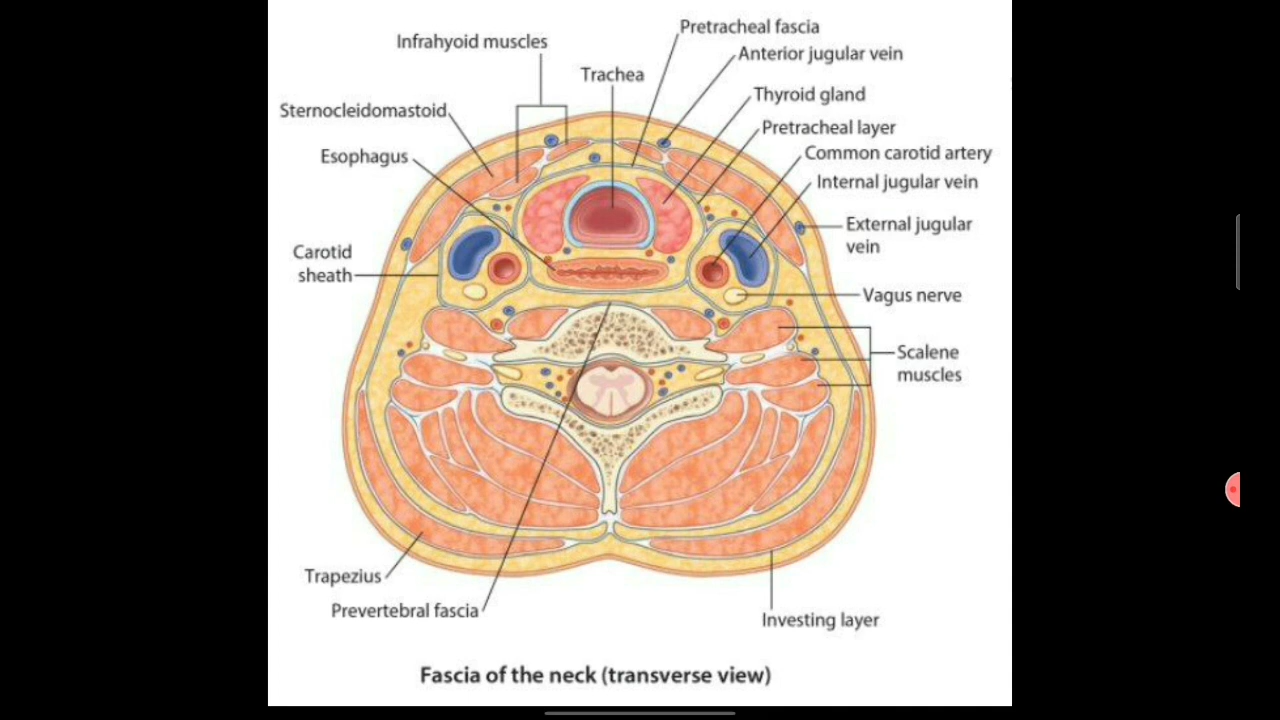 Pretracheal fascia
Infrahyoid muscles
Anterior jugular vein
Trachea
Thyroid gland
Sternocleidomastoid
Pretracheal layer
Esophagus
Common carotid artery
Internal jugular vein
External jugular
vein
Carotid
sheath
Vagus nerve
Scalene
muscles
Trapezius
Prevertebral fascia
Investing layer
Fascia of the neck (transverse view)